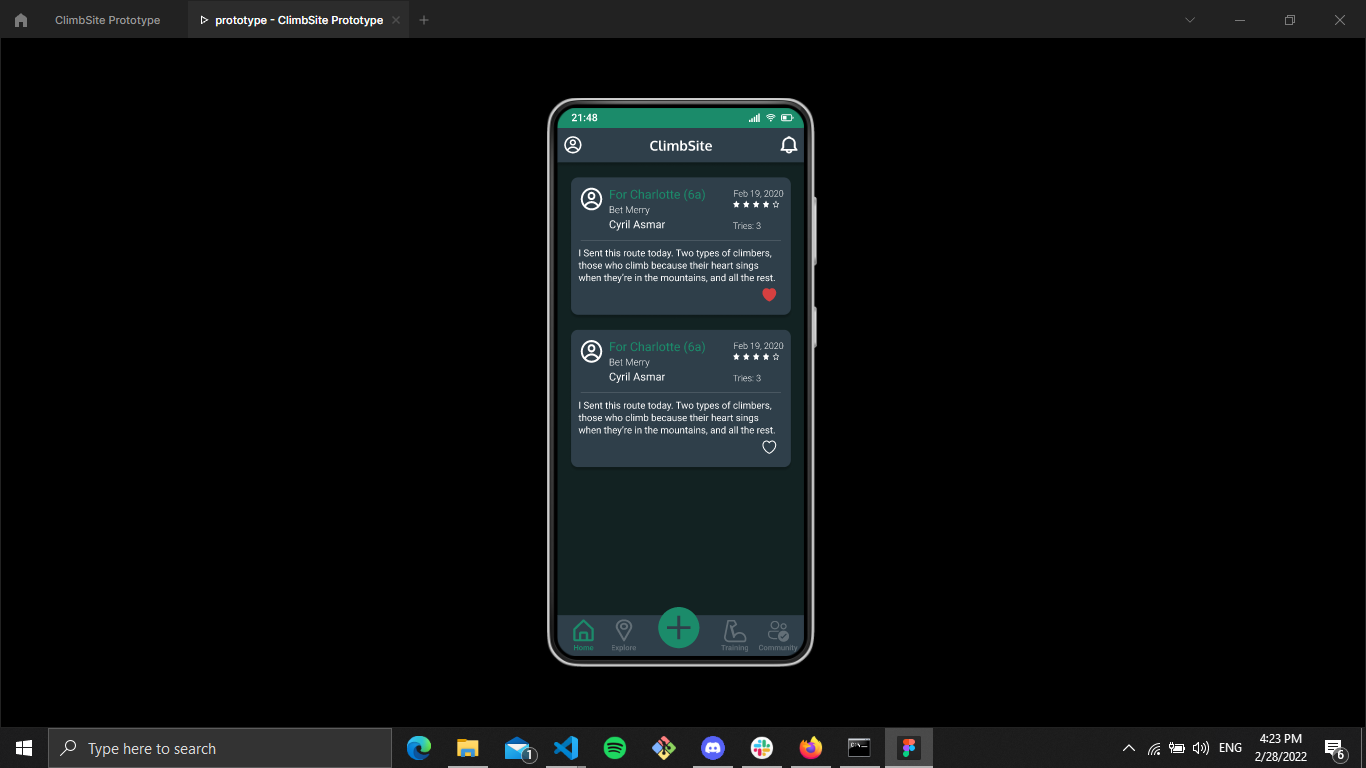 ClimbSite Prototype
prototype - ClimbSite Prototype
21:48
ClimbSite
For Charlotte (6a)
Feb 19, 2020
Bet Merry
Cyril Asmar
Tries: 3
I Sent this route today. Two types of climbers,
those who climb because their heart sings
when they're in the mountains, and all the rest.
For Charlotte (6a)
Feb 19, 2020
Bet Merry
Cyril Asmar
Tries: 3
I Sent this route today. Two types of climbers,
those who climb because their heart sings
when they're in the mountains, and all the rest.
Home
Explore
Training
Community
Type here to search
1
ENG
4:23 PM
2/28/2022
6